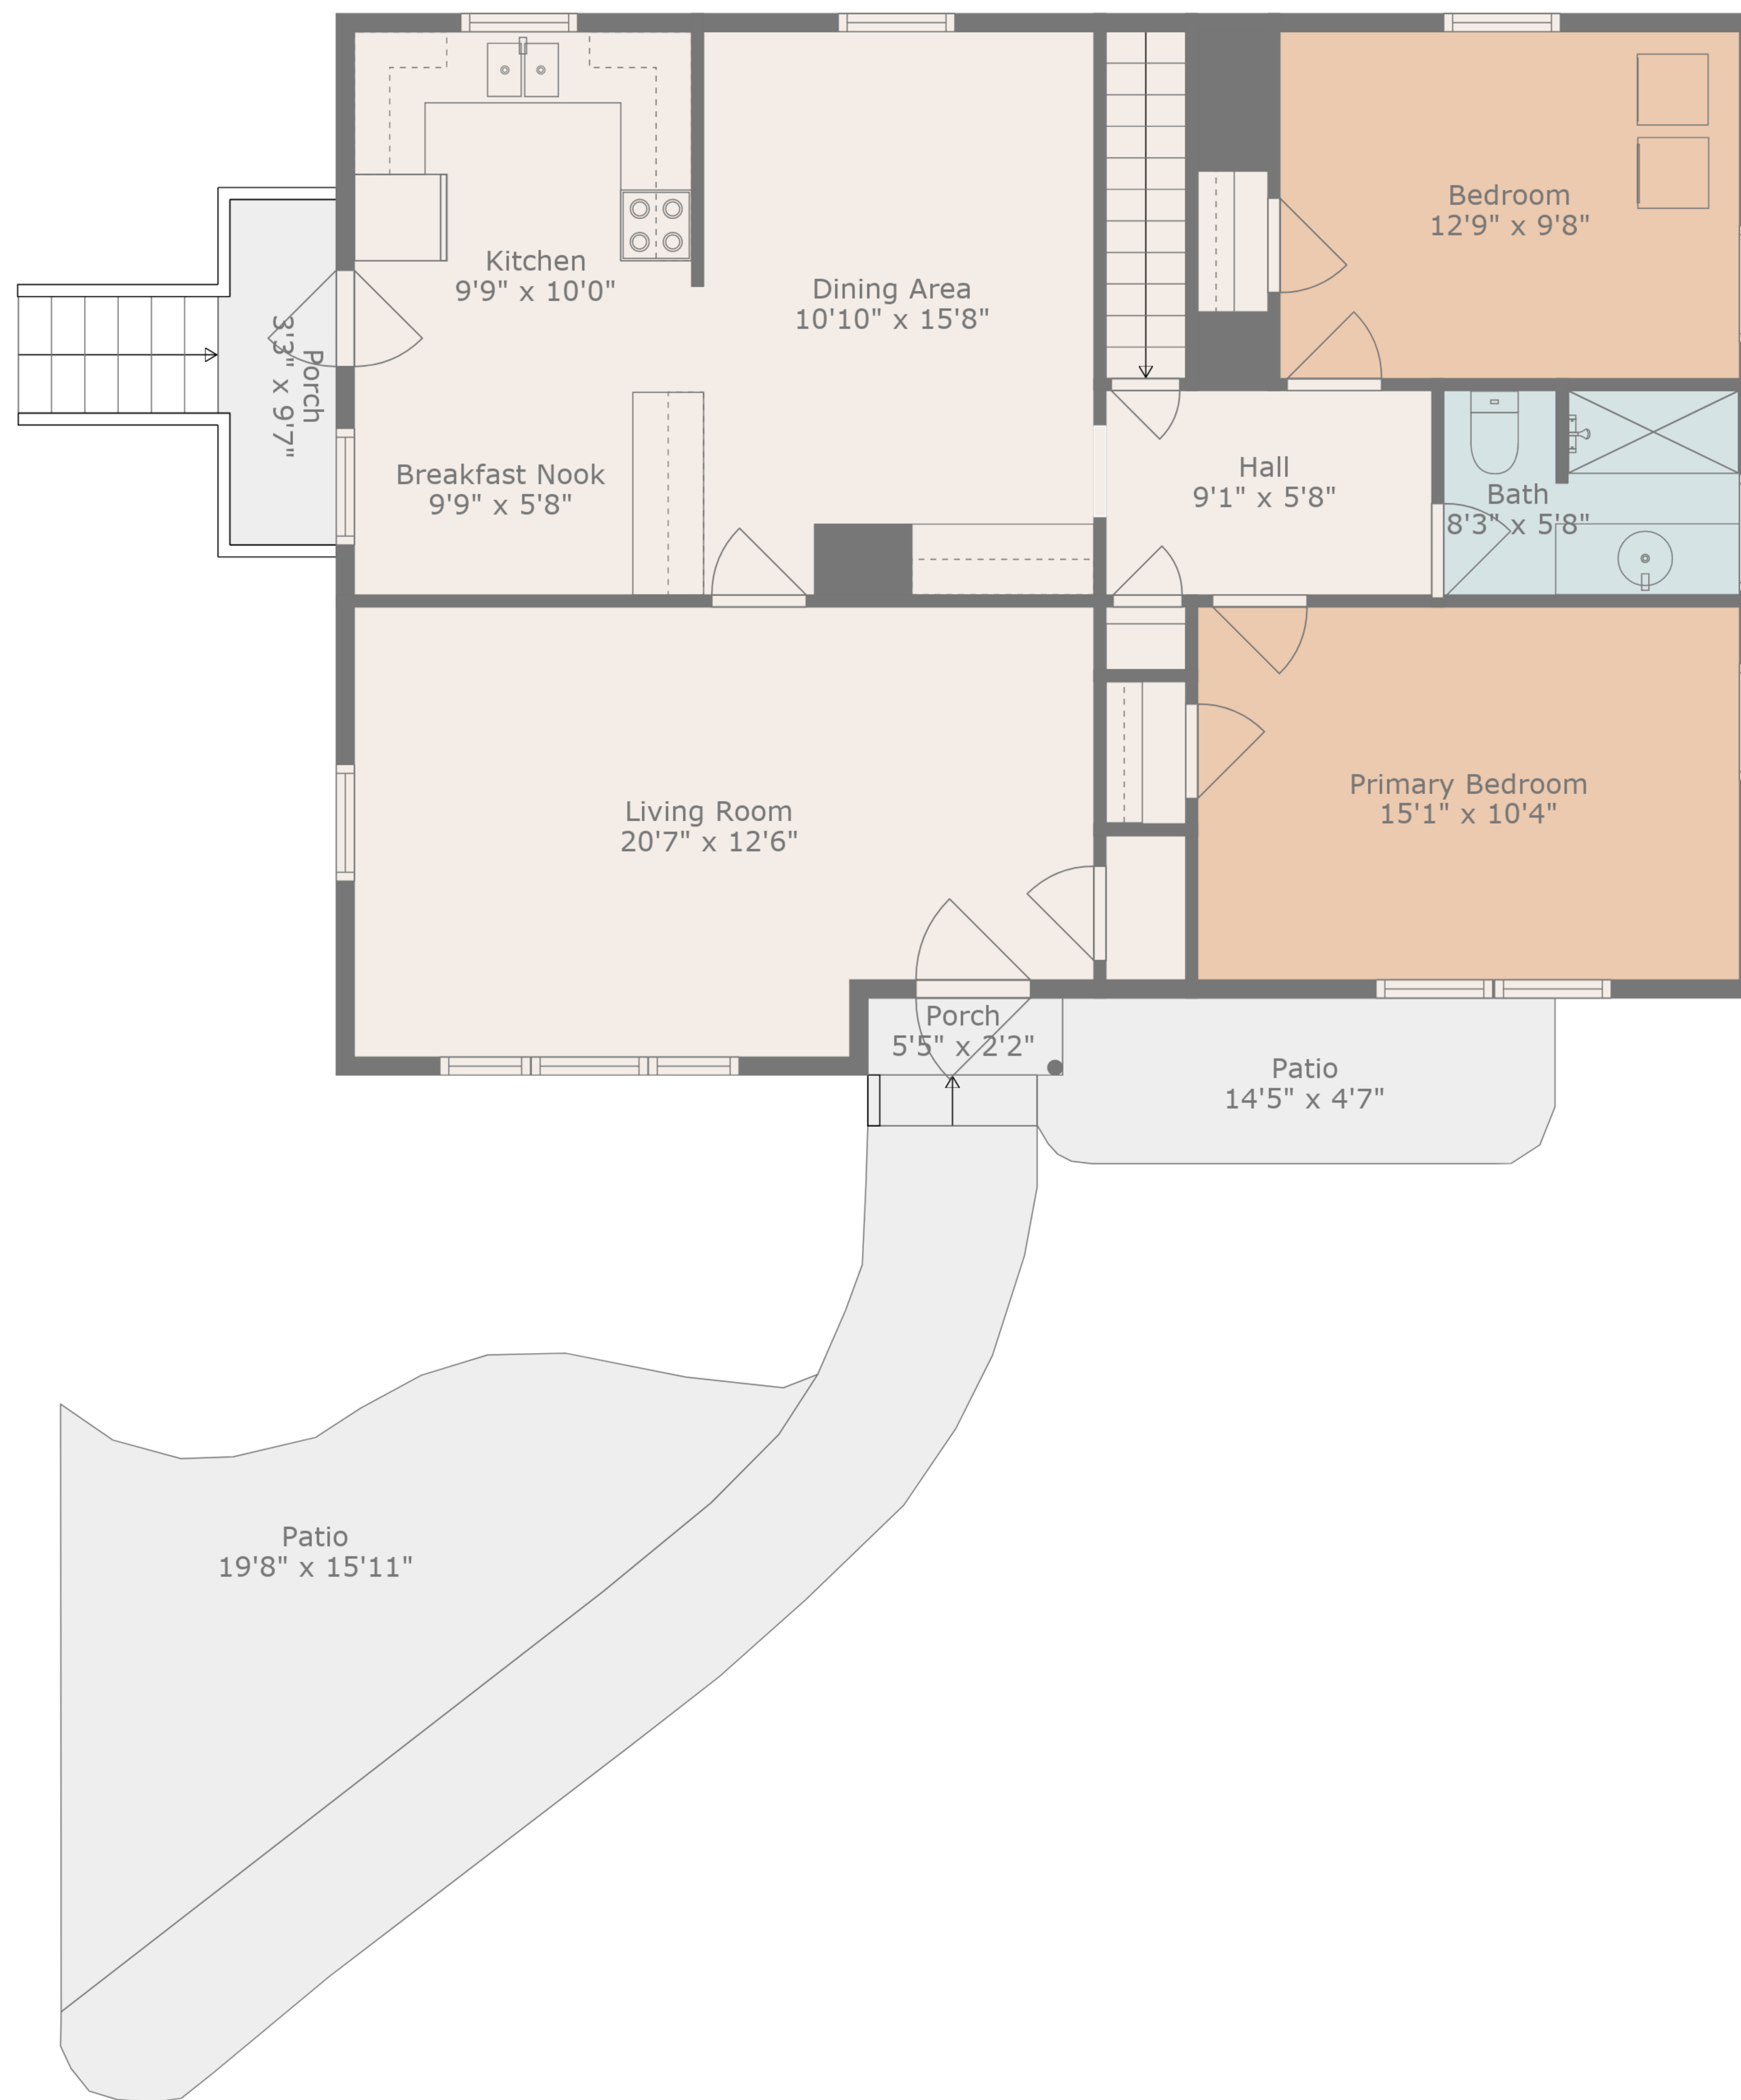 Bedroom
12'9" x 9'8"
Kitchen
9'9" x 10'0"
Dining Area
10'10" x 15'8"
Porch
3'3" x 9'7"
Breakfast Nook
9'9" x 5'8"
Hall
9'1" x 5'8"
Bath
8'3" x 5'8"
Living Room
20'7" x 12'6"
Primary Bedroom
15'1" x 10'4"
Porch
5'5" x 2'2"
Patio
14'5" x 4'7"
Patio
19'8" x 15'11"